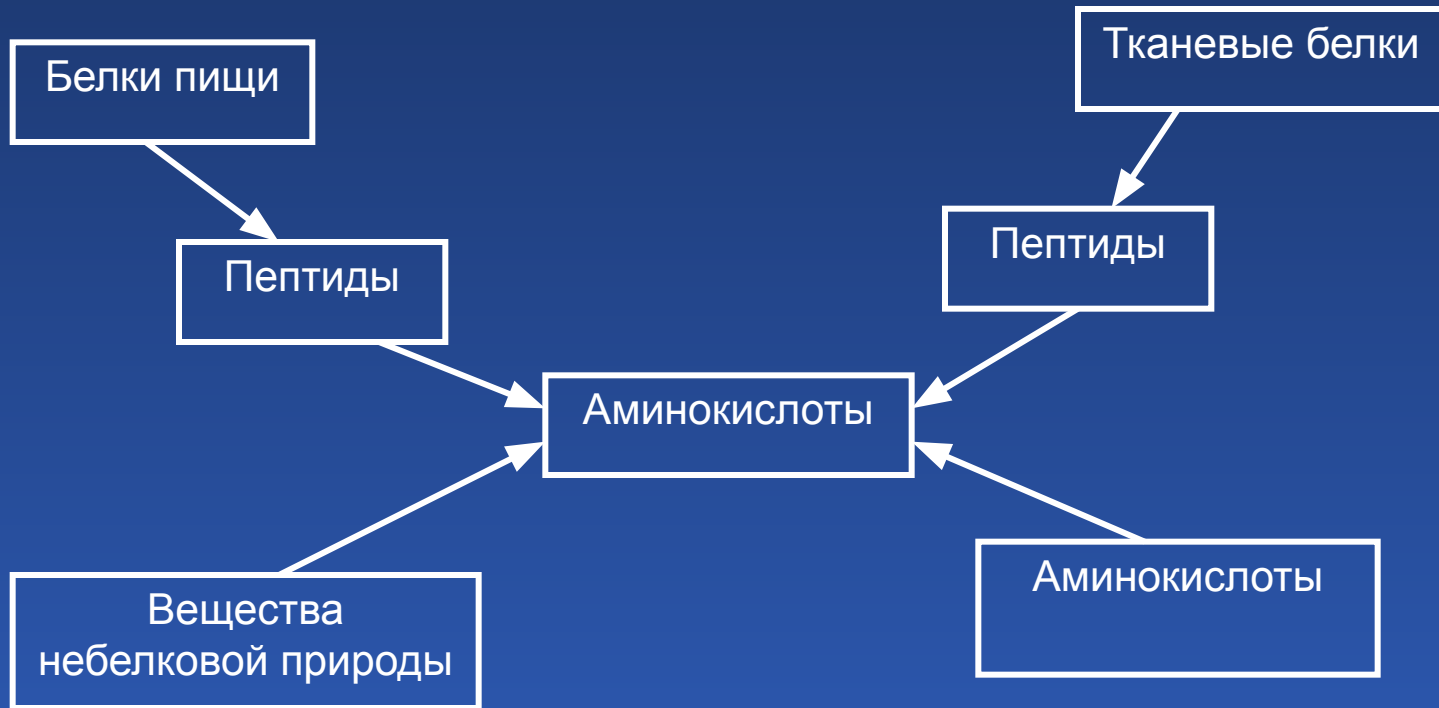 Белки пищи
Тканевые белки
Пептиды
Пептиды
Аминокислоты
Вещества
небелковой природы
Аминокислоты